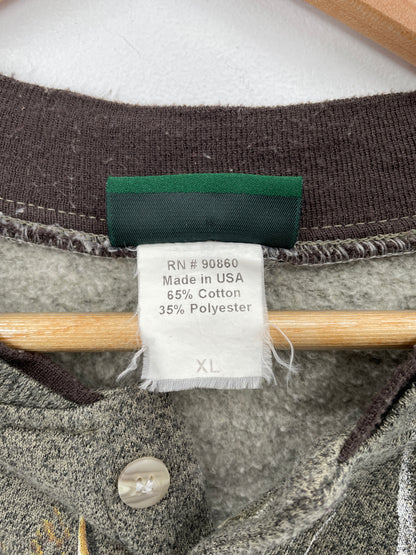 RN # 90860
Made in USA
65% Cotton
35% Polyester
XL